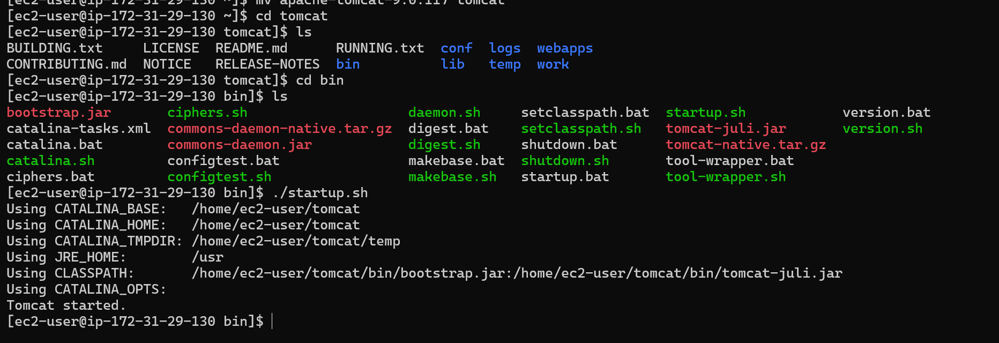 [ec2-user@ip-172-31-29-130 ~]$ mv apache-tomcat-9.0.117 tomcat
[ec2-user@ip-172-31-29-130 ~]$ cd tomcat
[ec2-user@ip-172-31-29-130 tomcat]$ ls
BUILDING.txt     LICENSE  README.md      RUNNING.txt  conf  logs  webapps
CONTRIBUTING.md  NOTICE   RELEASE-NOTES  bin          lib   temp  work
[ec2-user@ip-172-31-29-130 tomcat]$ cd bin
[ec2-user@ip-172-31-29-130 bin]$ ls
bootstrap.jar       ciphers.sh                    daemon.sh     setclasspath.bat  startup.sh            version.bat
catalina-tasks.xml  commons-daemon-native.tar.gz  digest.bat    setclasspath.sh   tomcat-juli.jar       version.sh
catalina.bat        commons-daemon.jar            digest.sh     shutdown.bat      tomcat-native.tar.gz
catalina.sh         configtest.bat                makebase.bat  shutdown.sh       tool-wrapper.bat
ciphers.bat         configtest.sh                 makebase.sh   startup.bat       tool-wrapper.sh
[ec2-user@ip-172-31-29-130 bin]$ ./startup.sh
Using CATALINA_BASE:   /home/ec2-user/tomcat
Using CATALINA_HOME:   /home/ec2-user/tomcat
Using CATALINA_TMPDIR: /home/ec2-user/tomcat/temp
Using JRE_HOME:        /usr
Using CLASSPATH:       /home/ec2-user/tomcat/bin/bootstrap.jar:/home/ec2-user/tomcat/bin/tomcat-juli.jar
Using CATALINA_OPTS:
Tomcat started.
[ec2-user@ip-172-31-29-130 bin]$